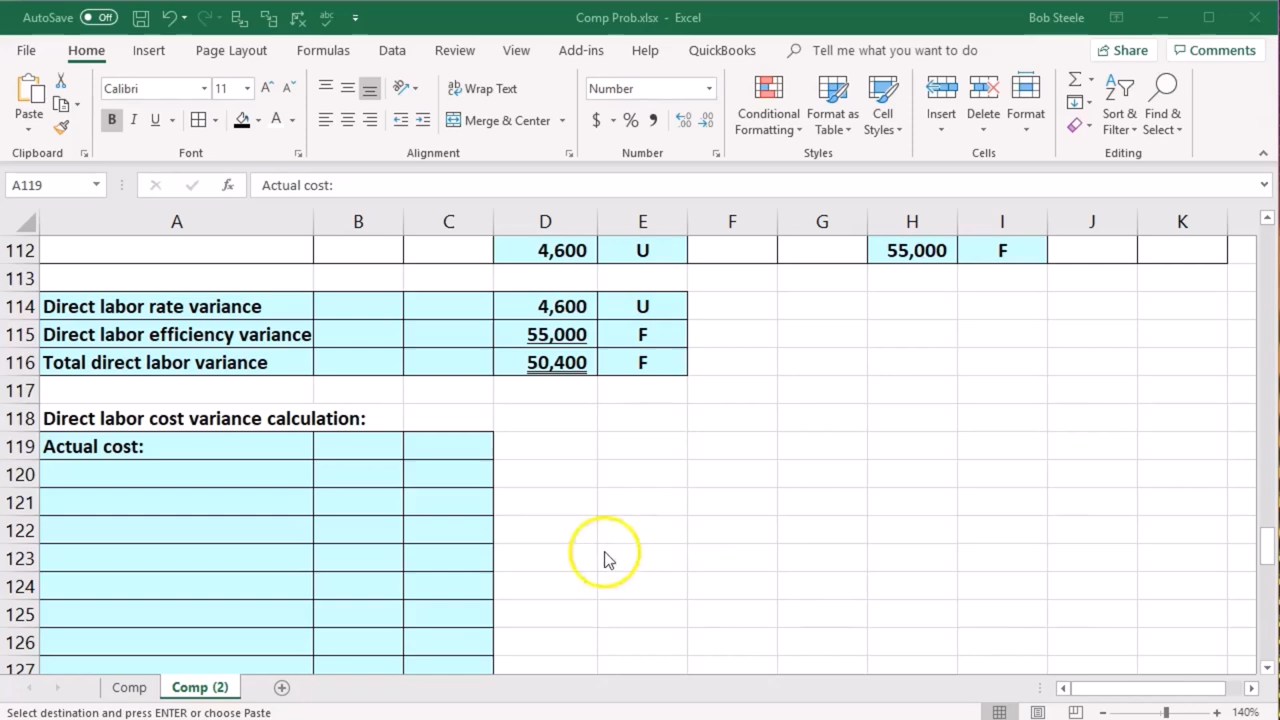 AutoSave Off Comp Prob.xlsx - Excel Bob Steele
File Home Insert Page Layout Formulas Data Review View Add-ins Help QuickBooks Tell me what you want to do Share Comments
Paste Calibri 11 A A Wrap Text Number Conditional Formatting Format as Table Cell Styles Insert Delete Format Sort & Filter Find & Select
B I U A Merge & Center $ % 9
Clipboard Font Alignment Number Styles Cells Editing
A119 fx Actual cost:
A B C D E F G H I J K
112 4,600 U 55,000 F
113
114 Direct labor rate variance 4,600 U
115 Direct labor efficiency variance 55,000 F
116 Total direct labor variance 50,400 F
117
118 Direct labor cost variance calculation:
119 Actual cost:
120
121
122
123
124
125
126
127
Comp Comp (2)
Select destination and press ENTER or choose Paste 140%